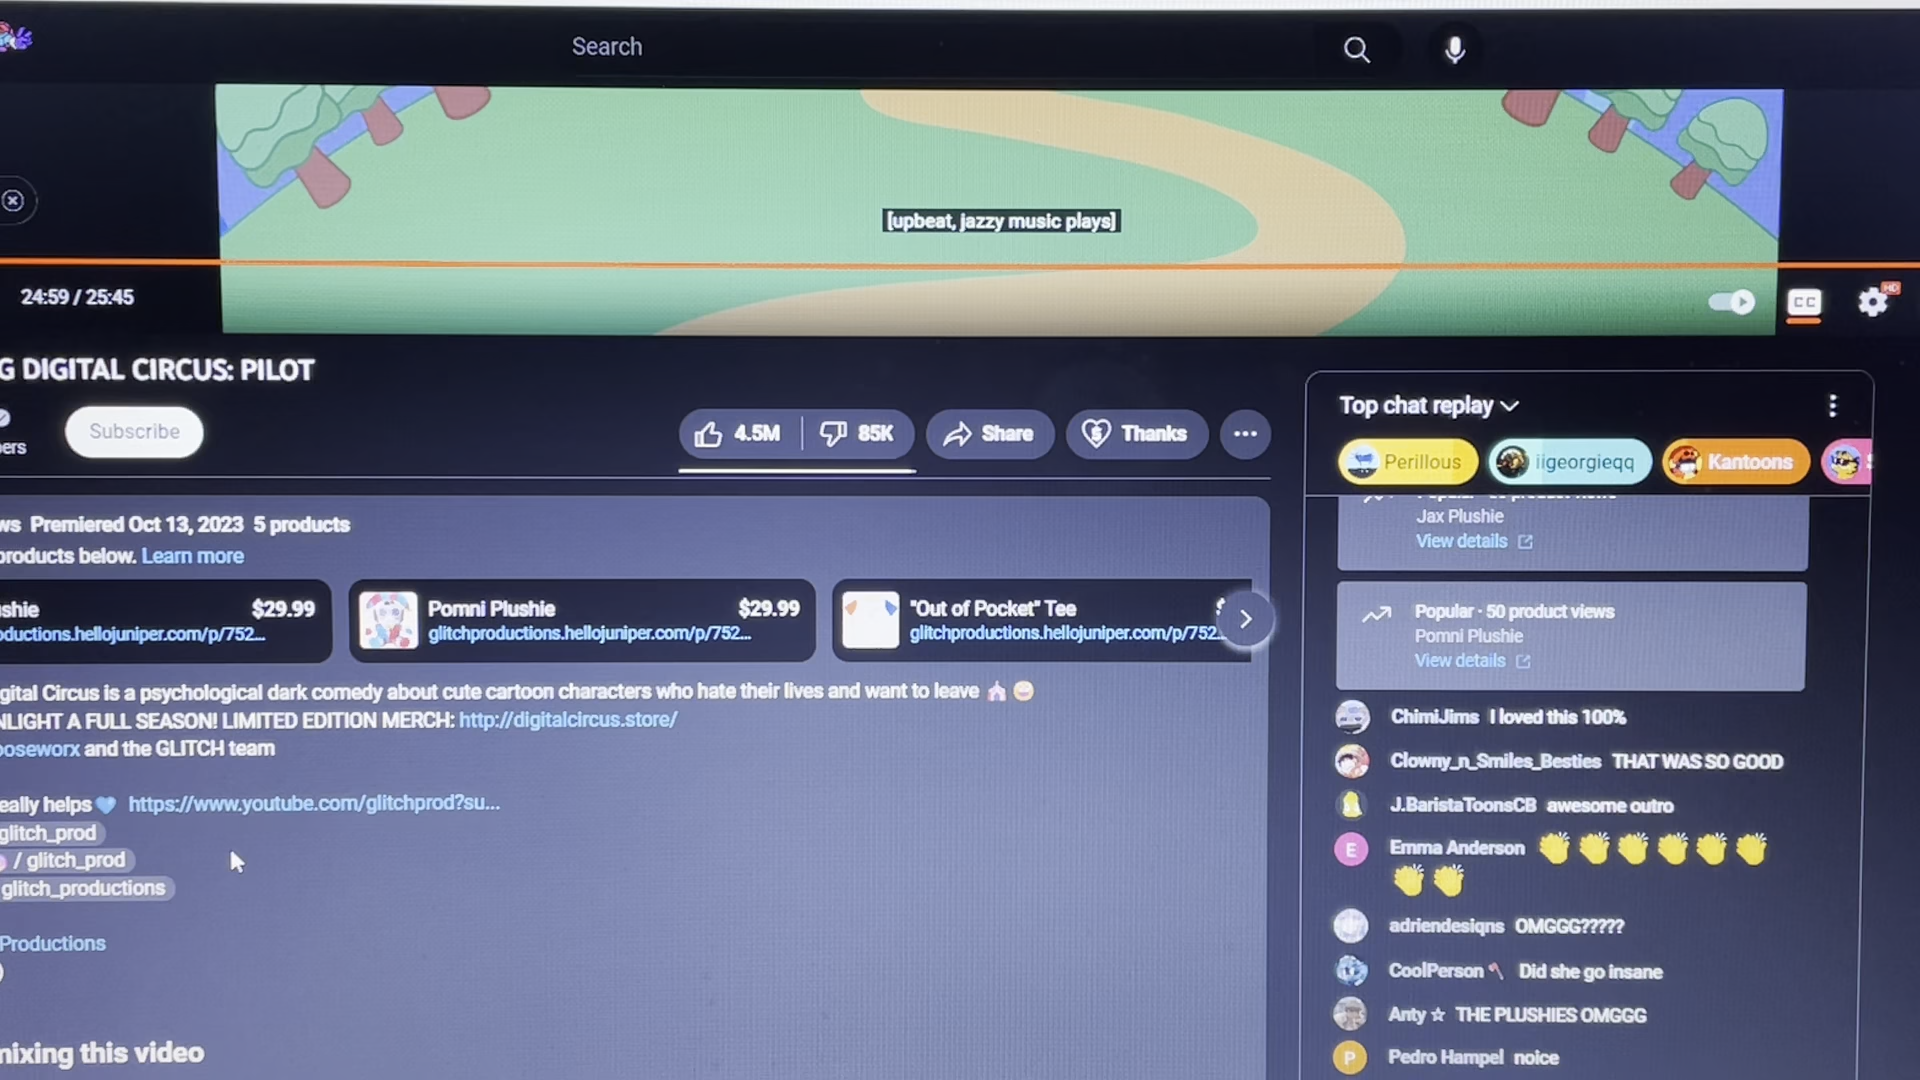 Search
[upbeat, jazzy music plays]
24:59 / 25:45
CC
HD
G DIGITAL CIRCUS: PILOT
ers
Subscribe
4.5M
85K
Share
Thanks
ws Premiered Oct 13, 2023 5 products
products below. Learn more
shie
$29.99
oductions.hellojuniper.com/p/752...
Pomni Plushie
$29.99
glitchproductions.hellojuniper.com/p/752...
"Out of Pocket" Tee
glitchproductions.hellojuniper.com/p/752...
gital Circus is a psychological dark comedy about cute cartoon characters who hate their lives and want to leave 🎪😀
NLIGHT A FULL SEASON! LIMITED EDITION MERCH: http://digitalcircus.store/
ooseworx and the GLITCH team
eally helps💙 https://www.youtube.com/glitchprod?su...
glitch_prod
/ glitch_prod
glitch_productions
Productions
)
mixing this video
Top chat replay
Perillous
iigeorgieqq
Kantoons
Jax Plushie
View details
Popular · 50 product views
Pomni Plushie
View details
ChimiJims I loved this 100%
Clowny_n_Smiles_Besties THAT WAS SO GOOD
J.BaristaToonsCB awesome outro
E
Emma Anderson 👏👏👏👏👏👏
👏👏
adriendesiqns OMGGG?????
CoolPerson🪓 Did she go insane
Anty ☆ THE PLUSHIES OMGGG
P
Pedro Hampel noice